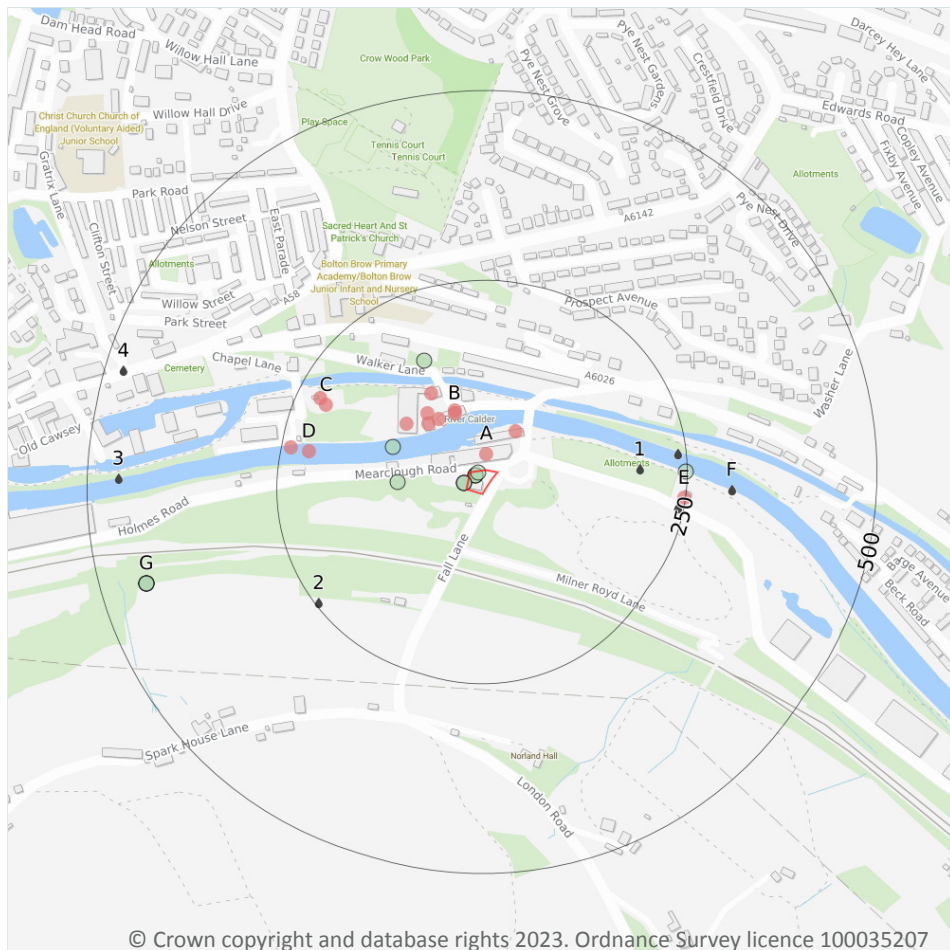 Dam Head Road
Willow Hall Lane
Crow Wood Park
Pye Nest Grove
Pye Nest Gardens
Crestfield Drive
Darcey Hey Lane
Edwards Road
Copley Avenue
Fixby Avenue
Christ Church Church of
England (Voluntary Aided)
Junior School
Willow Hall Drive
Play Space
Tennis Court
Tennis Court
Allotments
Gratrix Lane
Park Road
Clifton Street
Nelson Street
East Parade
A6142
Pye Nest Drive
Sacred Heart And St
Patrick's Church
Allotments
Bolton Brow Primary
Academy/Bolton Brow
Junior Infant and Nursery
School
Willow Street
A58
Prospect Avenue
Park Street
4
Chapel Lane
Walker Lane
Cemetery
A6026
Washer Lane
C
B
Old Cawsey
River Calder
D
A
3
Mearclough Road
1
Allotments
F
E
250
Holmes Road
500
G
Fall Lane
2
Milner Royd Lane
rge Avenue
Beck Road
Spark House Lane
Norland Hall
London Road
© Crown copyright and database rights 2023. Ordnance Survey licence 100035207